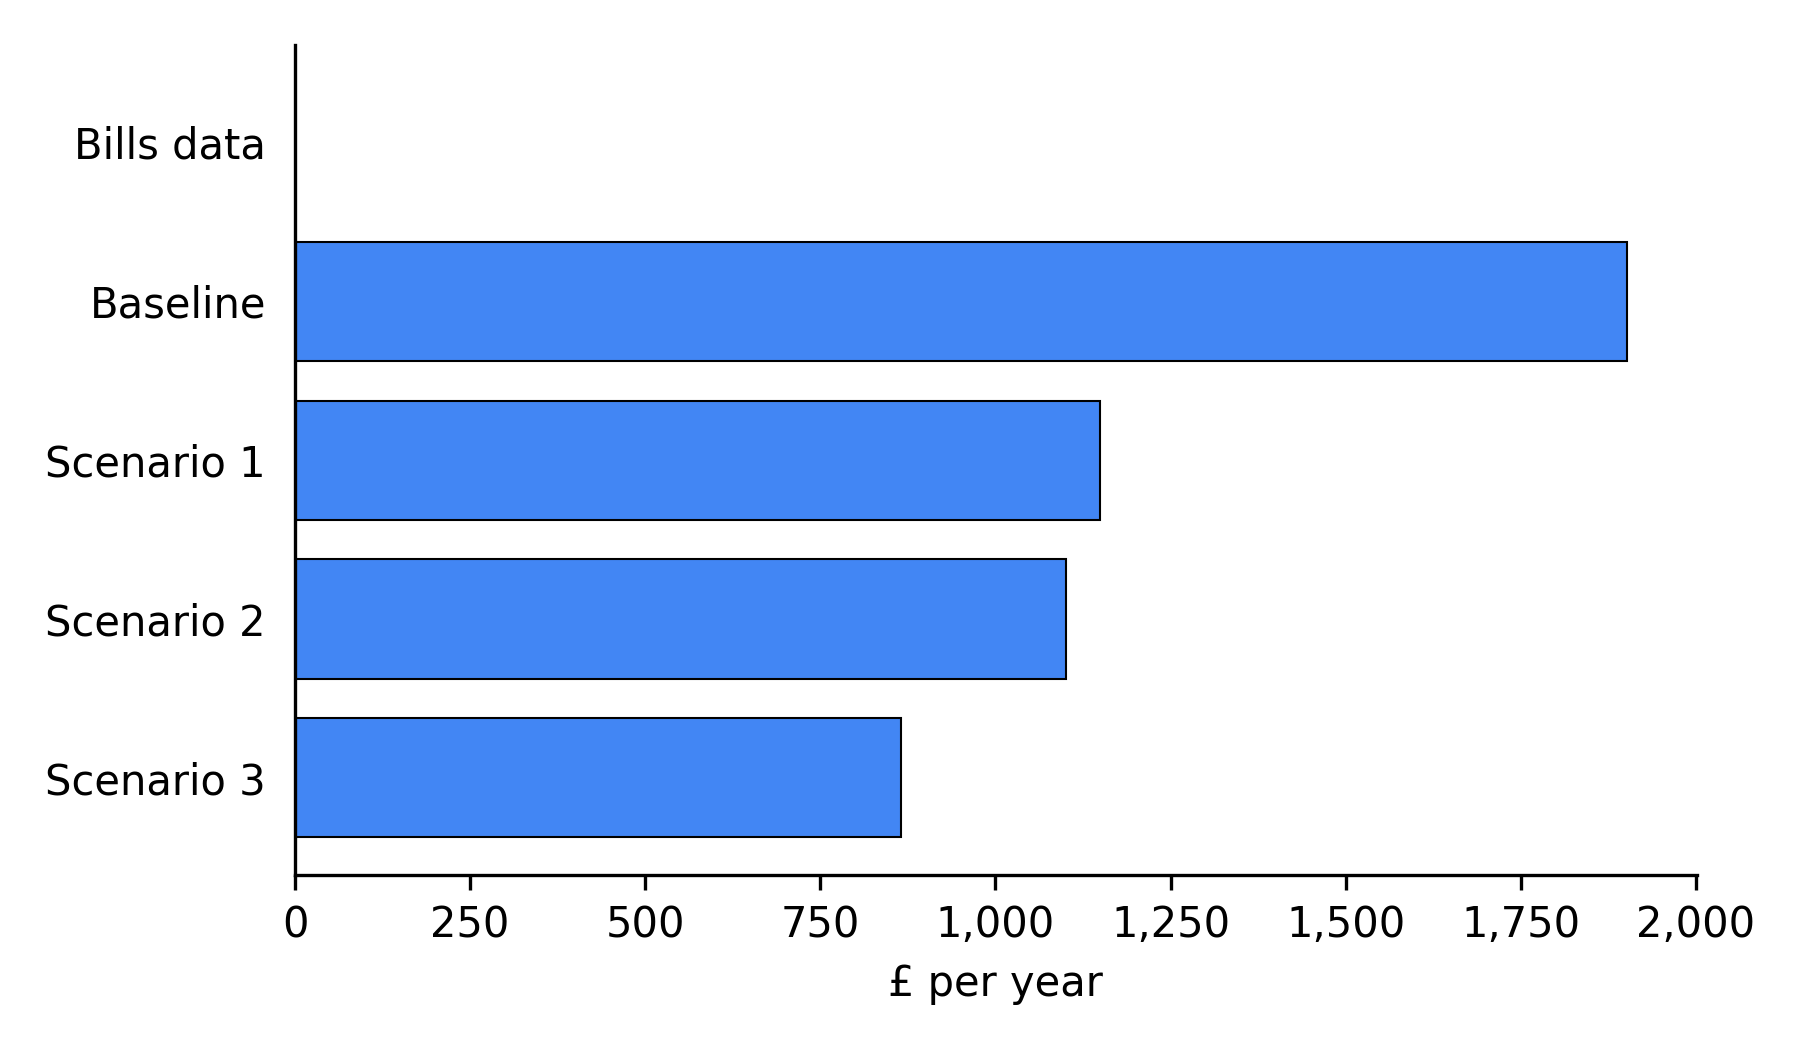 Bills data
Baseline
Scenario 1
Scenario 2
Scenario 3
0 250 500 750 1,000 1,250 1,500 1,750 2,000
£ per year